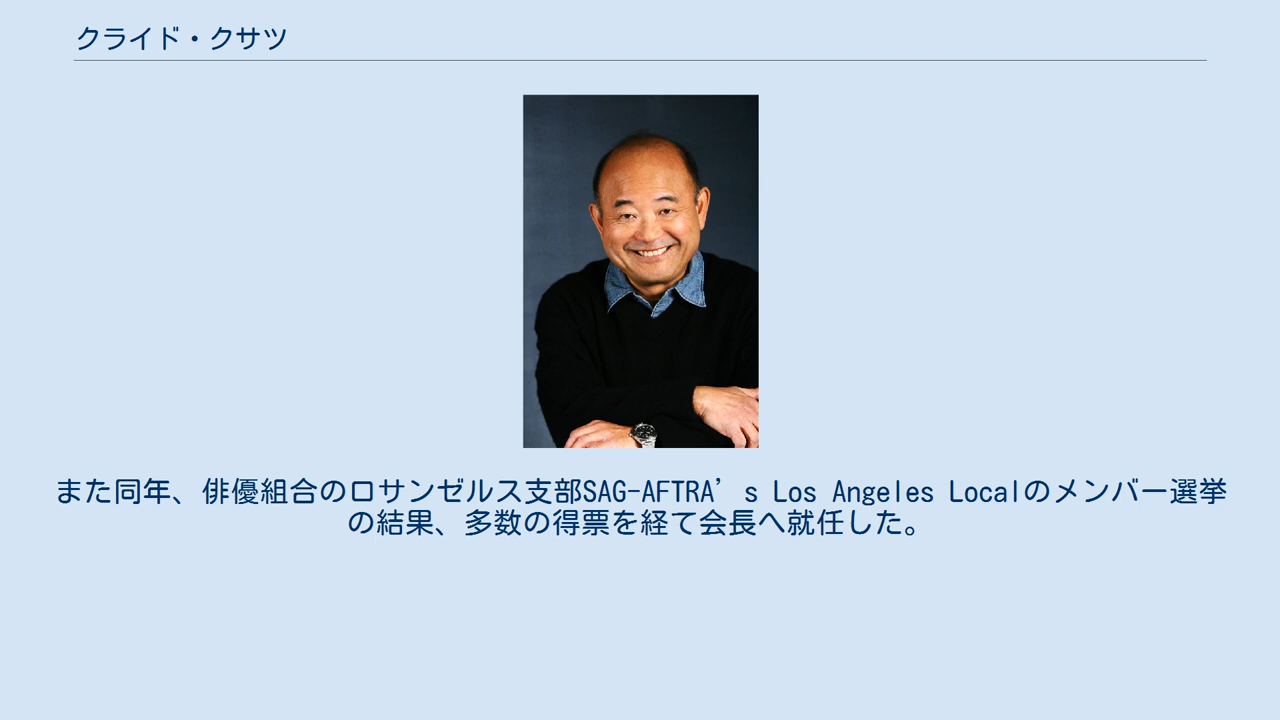 クライド・クサツ
また同年、俳優組合のロサンゼルス支部SAG-AFTRA’s Los Angeles Localのメンバー選挙
の結果、多数の得票を経て会長へ就任した。